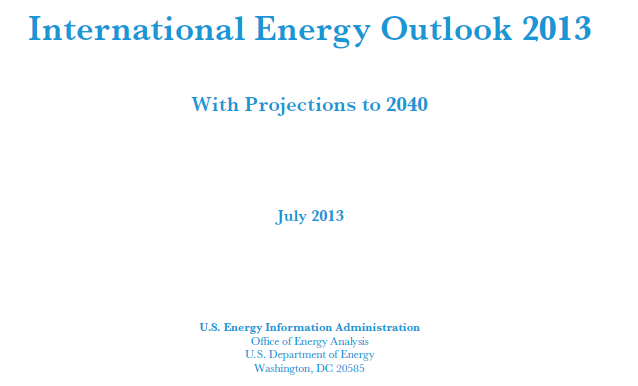 International Energy Outlook 2013
With Projections to 2040
July 2013
U.S. Energy Information Administration
Office of Energy Analysis
U.S. Department of Energy
Washington, DC 20585